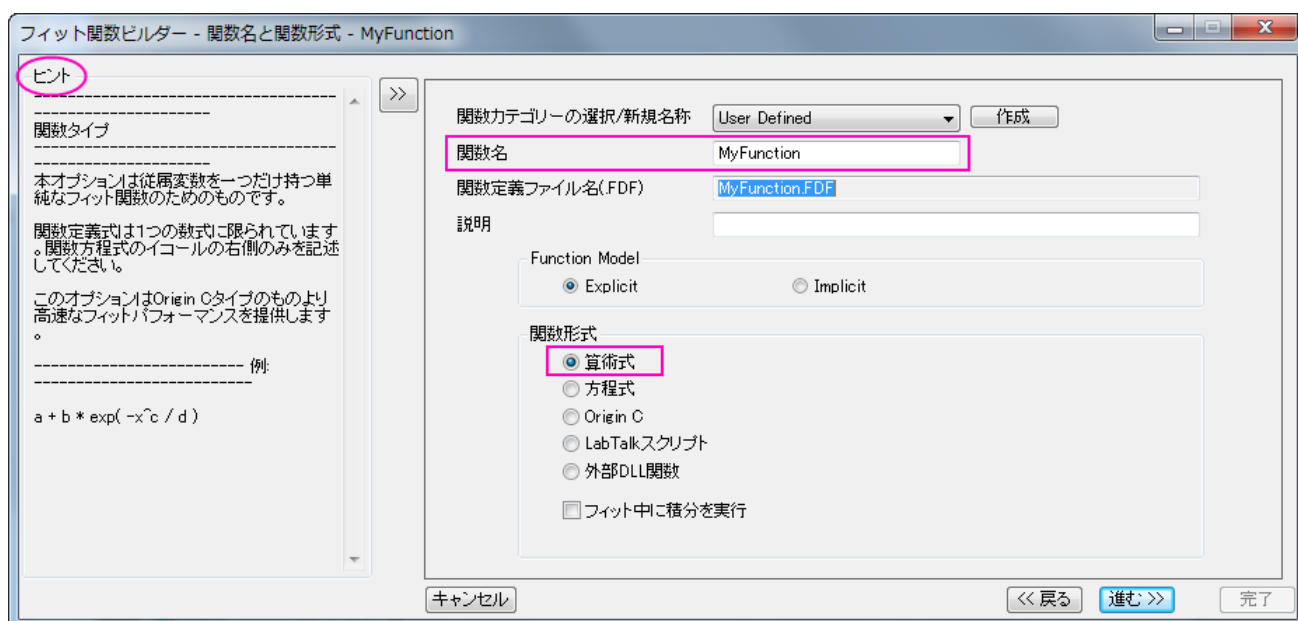 フィット関数ビルダー - 関数名と関数形式 - MyFunction
ヒント
------------------------------------
---------------------
関数タイプ
------------------------------------
---------------------
本オプションは従属変数を一つだけ持つ単
純なフィット関数のためのものです。
関数定義式は1つの数式に限られています
。関数方程式のイコールの右側のみを記述
してください。
このオプションはOrigin Cタイプのものより
高速なフィットパフォーマンスを提供します
。
------------------------- 例:
--------------------------
a + b * exp( -x^c / d )
>>
関数カテゴリーの選択/新規名称 User Defined 作成
関数名 MyFunction
関数定義ファイル名(.FDF) MyFunction.FDF
説明
Function Model
Explicit Implicit
関数形式
算術式
方程式
Origin C
LabTalkスクリプト
外部DLL関数
フィット中に積分を実行
キャンセル << 戻る 進む >> 完了